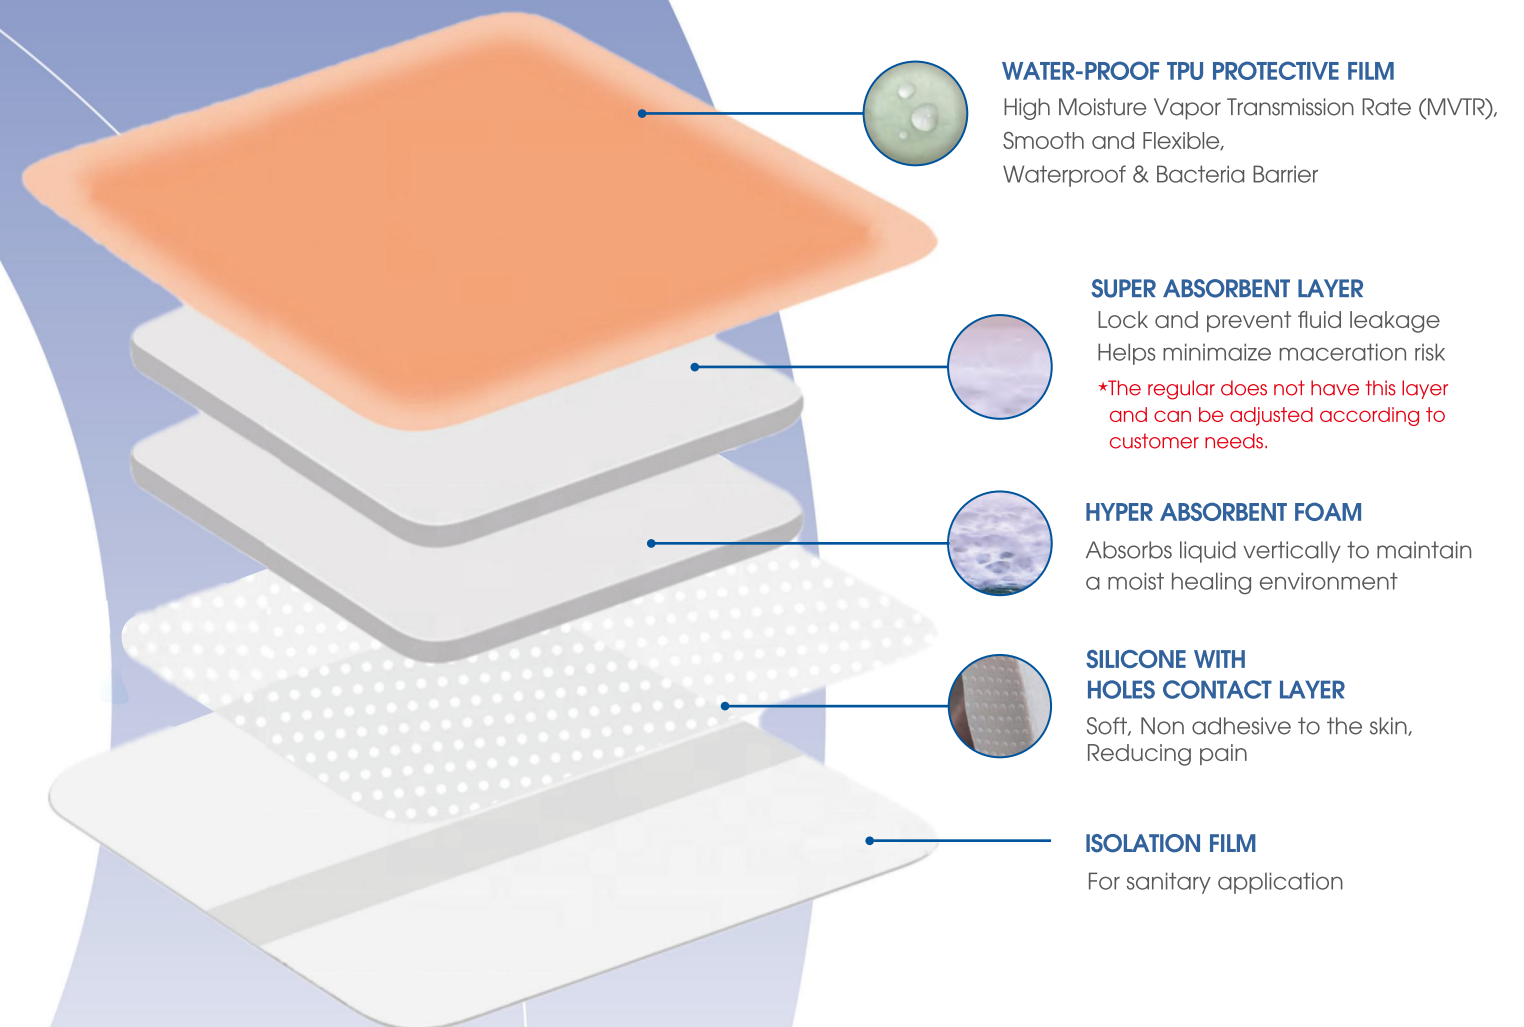 WATER-PROOF TPU PROTECTIVE FILM
High Moisture Vapor Transmission Rate (MVTR),
Smooth and Flexible,
Waterproof & Bacteria Barrier
SUPER ABSORBENT LAYER
Lock and prevent fluid leakage
Helps minimaize maceration risk
★The regular does not have this layer
and can be adjusted according to
customer needs.
HYPER ABSORBENT FOAM
Absorbs liquid vertically to maintain
a moist healing environment
SILICONE WITH
HOLES CONTACT LAYER
Soft, Non adhesive to the skin,
Reducing pain
ISOLATION FILM
For sanitary application